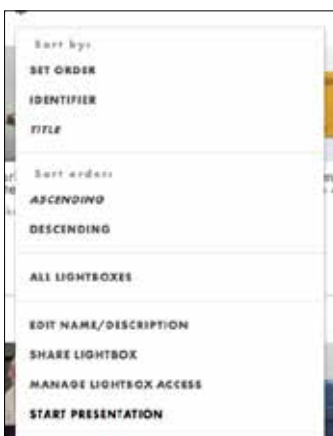 Sort by:
SET ORDER
IDENTIFIER
TITLE
Sort order:
ASCENDING
DESCENDING
ALL LIGHTBOXES
EDIT NAME/DESCRIPTION
SHARE LIGHTBOX
MANAGE LIGHTBOX ACCESS
START PRESENTATION